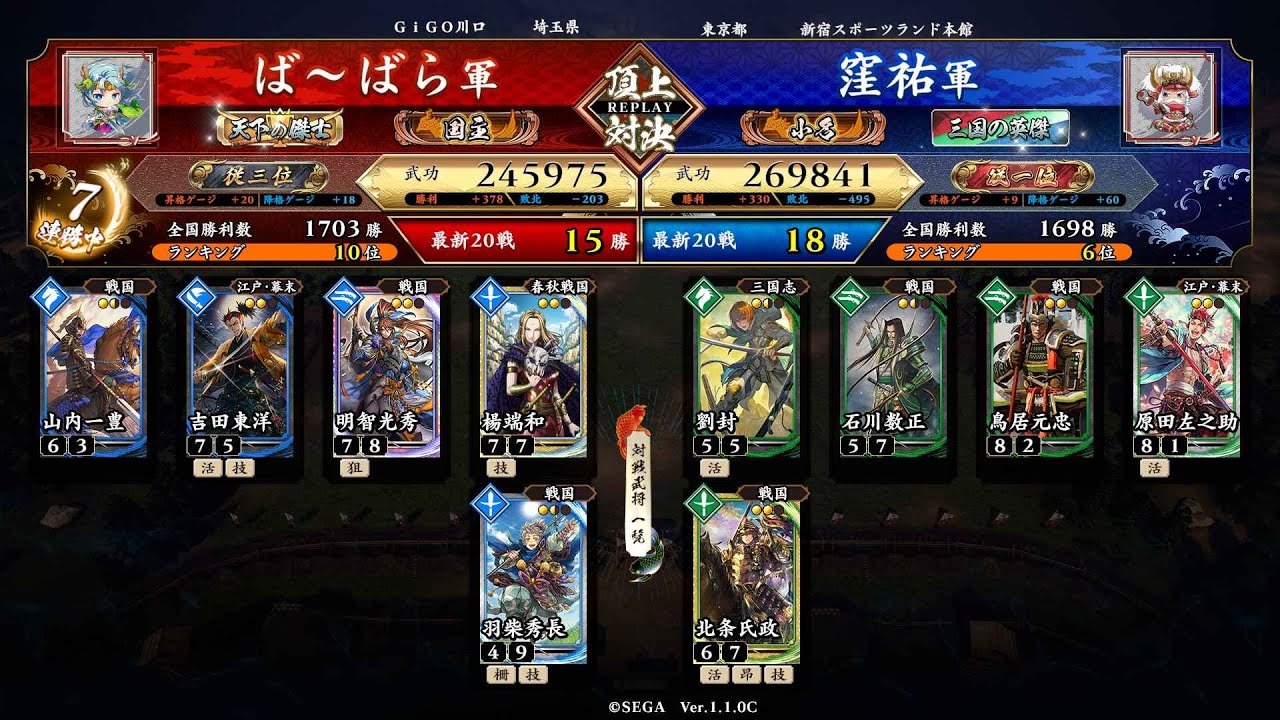 GiGO川口 埼玉県
東京都 新宿スポーツランド本館
ば～ばら軍
頂上
REPLAY
対決
窪祐軍
天下の傑士 国主
小名 三国の英傑
7
連勝中
従三位
昇格ゲージ +20 降格ゲージ +18
武功 245975
勝利 +378 敗北 -203
武功 269841
勝利 +330 敗北 -495
従一位
昇格ゲージ +9 降格ゲージ +60
全国勝利数 1703勝
ランキング 10位
最新20戦 15勝
最新20戦 18勝
全国勝利数 1698勝
ランキング 6位
戦国
山内一豊
6 3
江戸・幕末
吉田東洋
7 5
活 技
戦国
明智光秀
7 8
狙
春秋戦国
楊端和
7 7
技
三国志
劉封
5 5
活
戦国
石川数正
5 7
戦国
鳥居元忠
8 2
江戸・幕末
原田左之助
8 1
活
対戦武将一覧
戦国
羽柴秀長
4 9
柵 技
戦国
北条氏政
6 7
活 昂 技
©SEGA Ver.1.1.0C